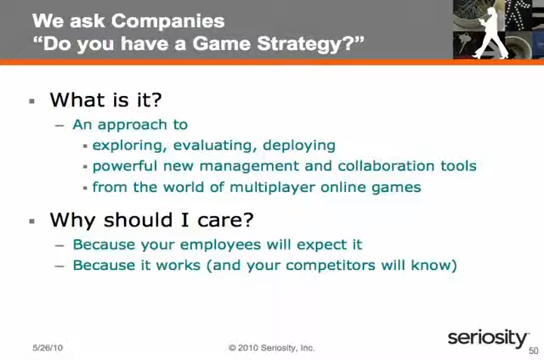 We ask Companies
“Do you have a Game Strategy?”
▪ What is it?
– An approach to
▪ exploring, evaluating, deploying
▪ powerful new management and collaboration tools
▪ from the world of multiplayer online games
▪ Why should I care?
– Because your employees will expect it
– Because it works (and your competitors will know)
5/26/10
© 2010 Seriosity, Inc.
seriosity
50